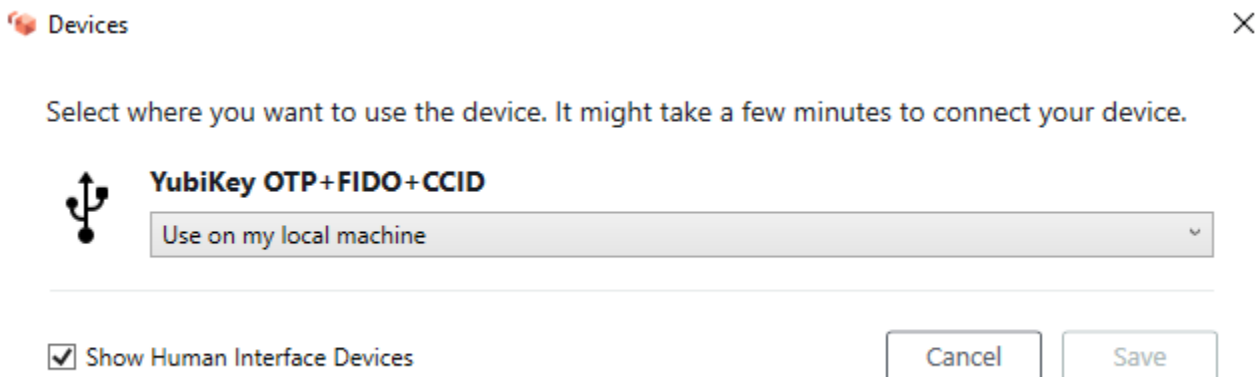 Devices
Select where you want to use the device. It might take a few minutes to connect your device.
YubiKey OTP+FIDO+CCID
Use on my local machine
Show Human Interface Devices
Cancel
Save